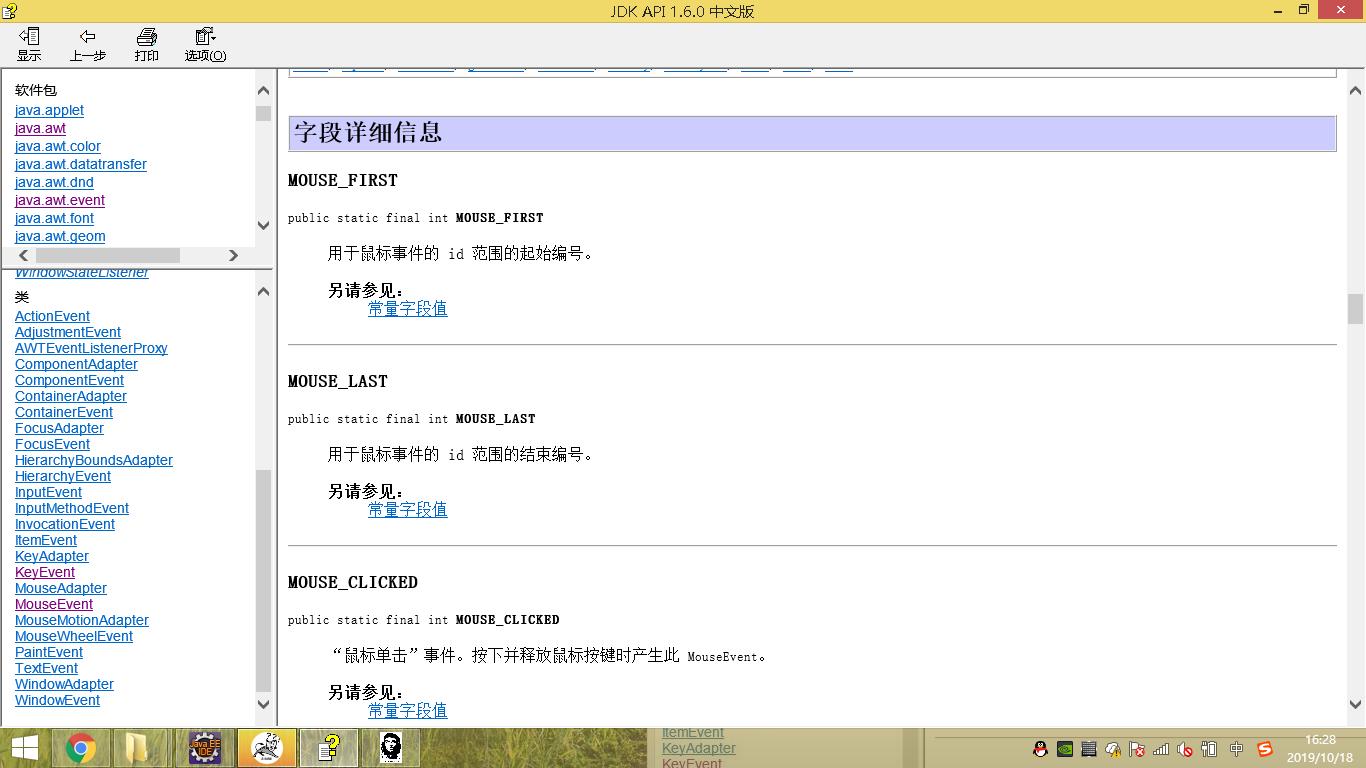 JDK API 1.6.0 中文版
显示
上一步
打印
选项(O)
软件包
java.applet
java.awt
java.awt.color
java.awt.datatransfer
java.awt.dnd
java.awt.event
java.awt.font
java.awt.geom
WindowStateListener
类
ActionEvent
AdjustmentEvent
AWTEventListenerProxy
ComponentAdapter
ComponentEvent
ContainerAdapter
ContainerEvent
FocusAdapter
FocusEvent
HierarchyBoundsAdapter
HierarchyEvent
InputEvent
InputMethodEvent
InvocationEvent
ItemEvent
KeyAdapter
KeyEvent
MouseAdapter
MouseEvent
MouseMotionAdapter
MouseWheelEvent
PaintEvent
TextEvent
WindowAdapter
WindowEvent
字段详细信息
MOUSE_FIRST
public static final int MOUSE_FIRST
用于鼠标事件的 id 范围的起始编号。
另请参见:
常量字段值
MOUSE_LAST
public static final int MOUSE_LAST
用于鼠标事件的 id 范围的结束编号。
另请参见:
常量字段值
MOUSE_CLICKED
public static final int MOUSE_CLICKED
“鼠标单击”事件。按下并释放鼠标按键时产生此 MouseEvent。
另请参见:
常量字段值
Java EE
IDE
ItemEvent
KeyAdapter
KeyEvent
中
16:28
2019/10/18